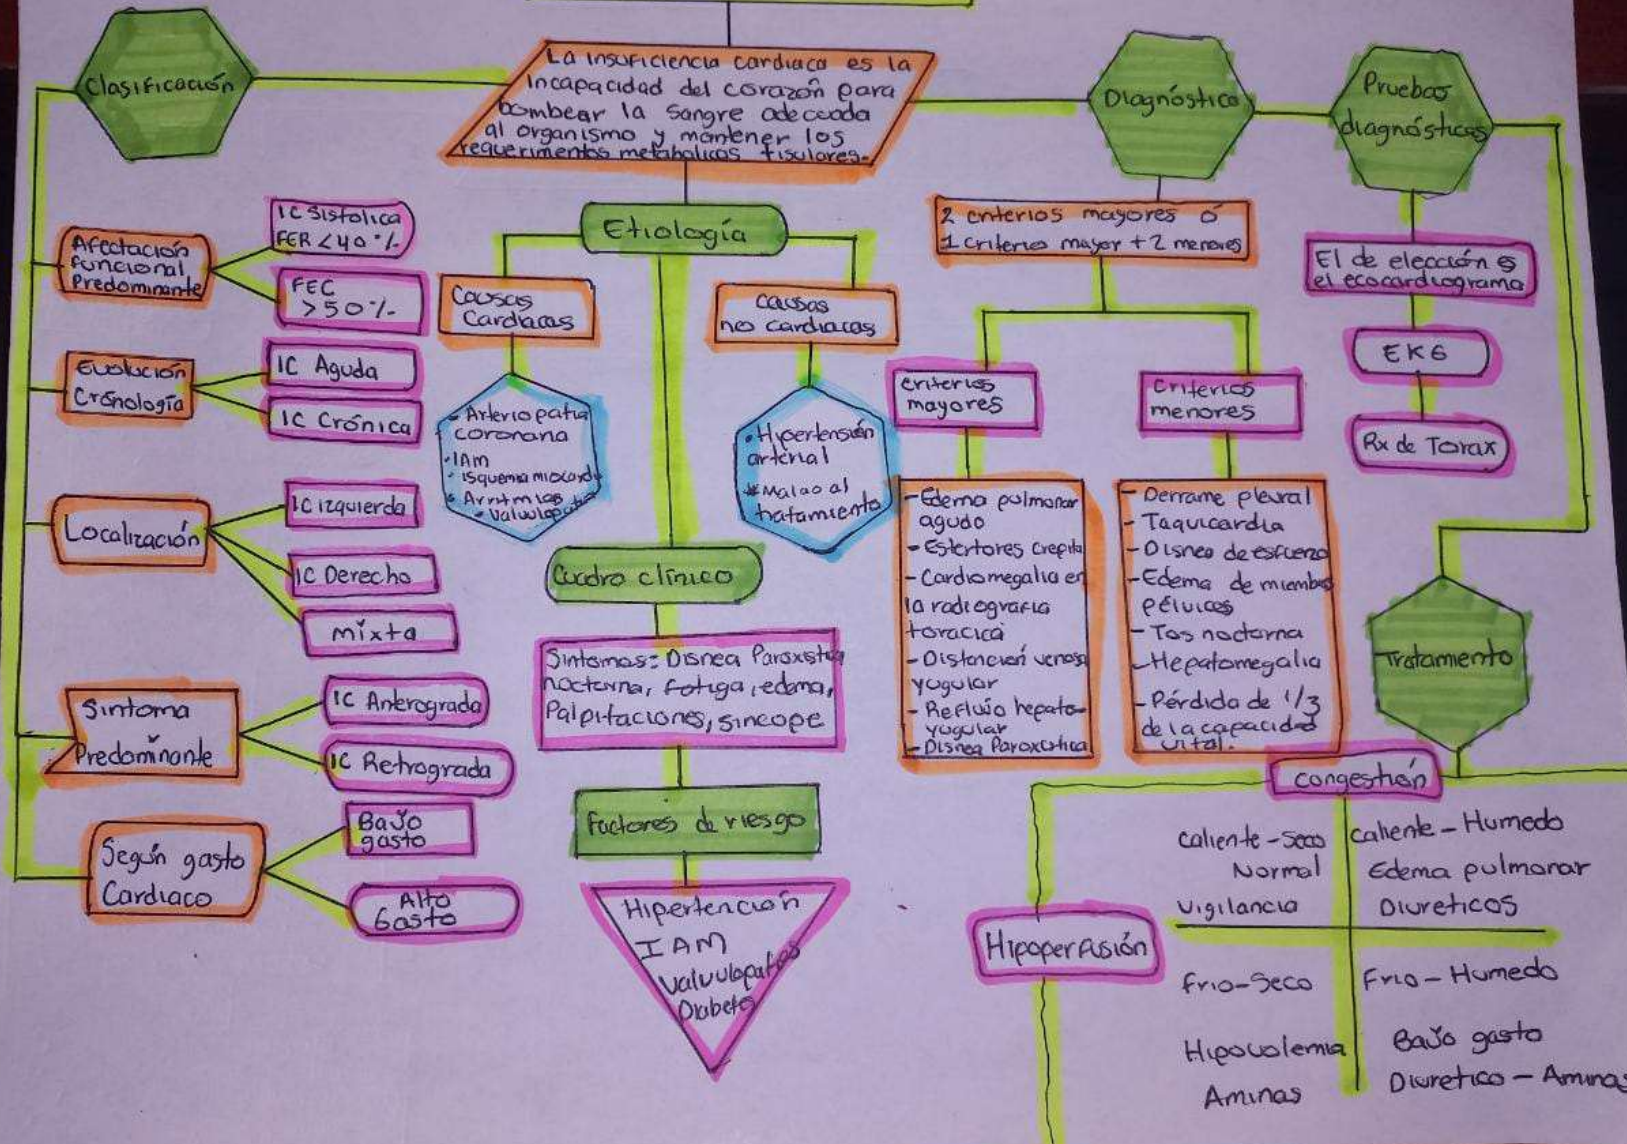 La insuficiencia cardiaca es la
incapacidad del corazón para
bombear la sangre adecuada
al organismo y mantener los
requerimentos metabolicos tisulares.
Clasificación
Afectación
funcional
Predominante
IC Sistolica
FER <40%
FEC
>50%
Evolución
Cronología
IC Aguda
IC Crónica
Localización
IC izquierda
IC Derecho
mixta
Sintoma
Predominante
IC Anterograda
IC Retrograda
Según gasto
Cardiaco
Bajo
gasto
Alto
Gasto
Etiología
Causas
Cardiacas
- Arteriopatia
coronaria
- IAM
- Isquemia miocard
- Arritmias
- Valvulopatia
causas
no cardiacas
• Hypertensión
arterial
* Malao al
tratamiento
Cuadro clínico
Sintomas: Disnea Paroxistica
nocturna, fatiga, edema,
Palpitaciones, sincope
Factores de riesgo
Hipertención
IAM
Valvulopatias
Diabetes
Diagnóstico
2 criterios mayores ó
1 criterio mayor + 2 menores
criterios
mayores
- Edema pulmonar
agudo
- Estertores crepita
- Cardiomegalia en
la radiografia
toracica
- Distención venosa
yugular
- Reflujo hepato-
yugular
- Disnea Paroxistica
Criterios
menores
- Derrame pleural
- Taquicardia
- Disnea de esfuerzo
- Edema de miembros
pélvicos
- Tos nocturna
- Hepatomegalia
- Pérdida de 1/3
de la capacidad
vital.
Pruebas
diagnósticas
El de elección es
el ecocardiograma
EKG
Rx de Torax
Tratamiento
congestión
Hipoperfusión
caliente - Seco
Normal
Vigilancia
caliente - Humedo
Edema pulmonar
Diureticos
Frio - Seco
Hipovolemia
Aminas
Frio - Humedo
Bajo gasto
Diuretico - Aminas